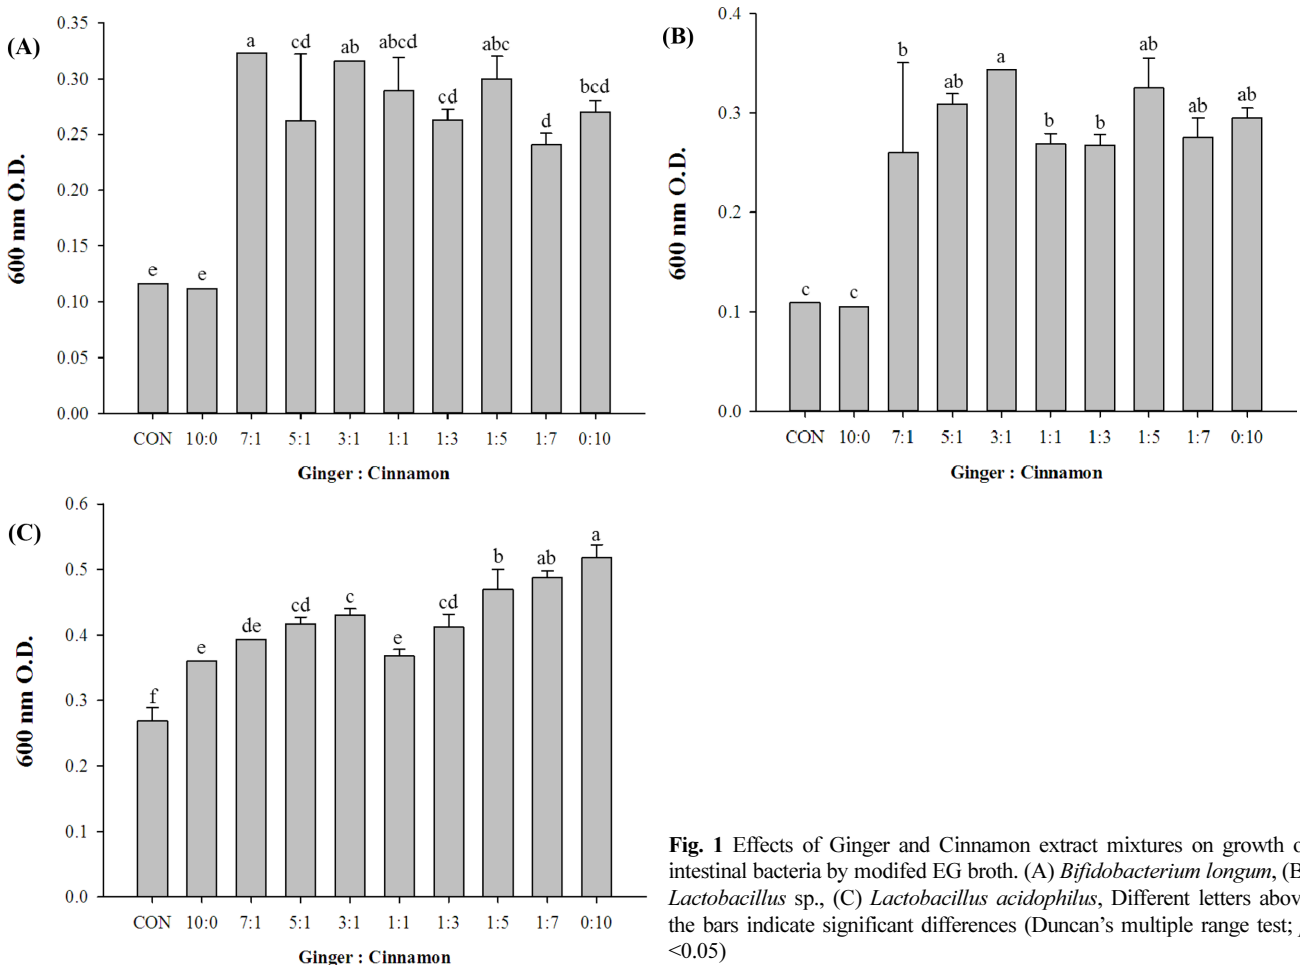 (A)
600 nm O.D.
0.35
0.30
0.25
0.20
0.15
0.10
0.05
0.00
e e a cd ab abcd cd abc d bcd
CON 10:0 7:1 5:1 3:1 1:1 1:3 1:5 1:7 0:10
Ginger : Cinnamon
(B)
600 nm O.D.
0.4
0.3
0.2
0.1
0.0
c c b ab a b b ab ab ab
CON 10:0 7:1 5:1 3:1 1:1 1:3 1:5 1:7 0:10
Ginger : Cinnamon
(C)
600 nm O.D.
0.6
0.5
0.4
0.3
0.2
0.1
0.0
f e de cd c e cd b ab a
CON 10:0 7:1 5:1 3:1 1:1 1:3 1:5 1:7 0:10
Ginger : Cinnamon
Fig. 1 Effects of Ginger and Cinnamon extract mixtures on growth o
intestinal bacteria by modifed EG broth. (A) Bifidobacterium longum, (B
Lactobacillus sp., (C) Lactobacillus acidophilus, Different letters abov
the bars indicate significant differences (Duncan's multiple range test;
<0.05)